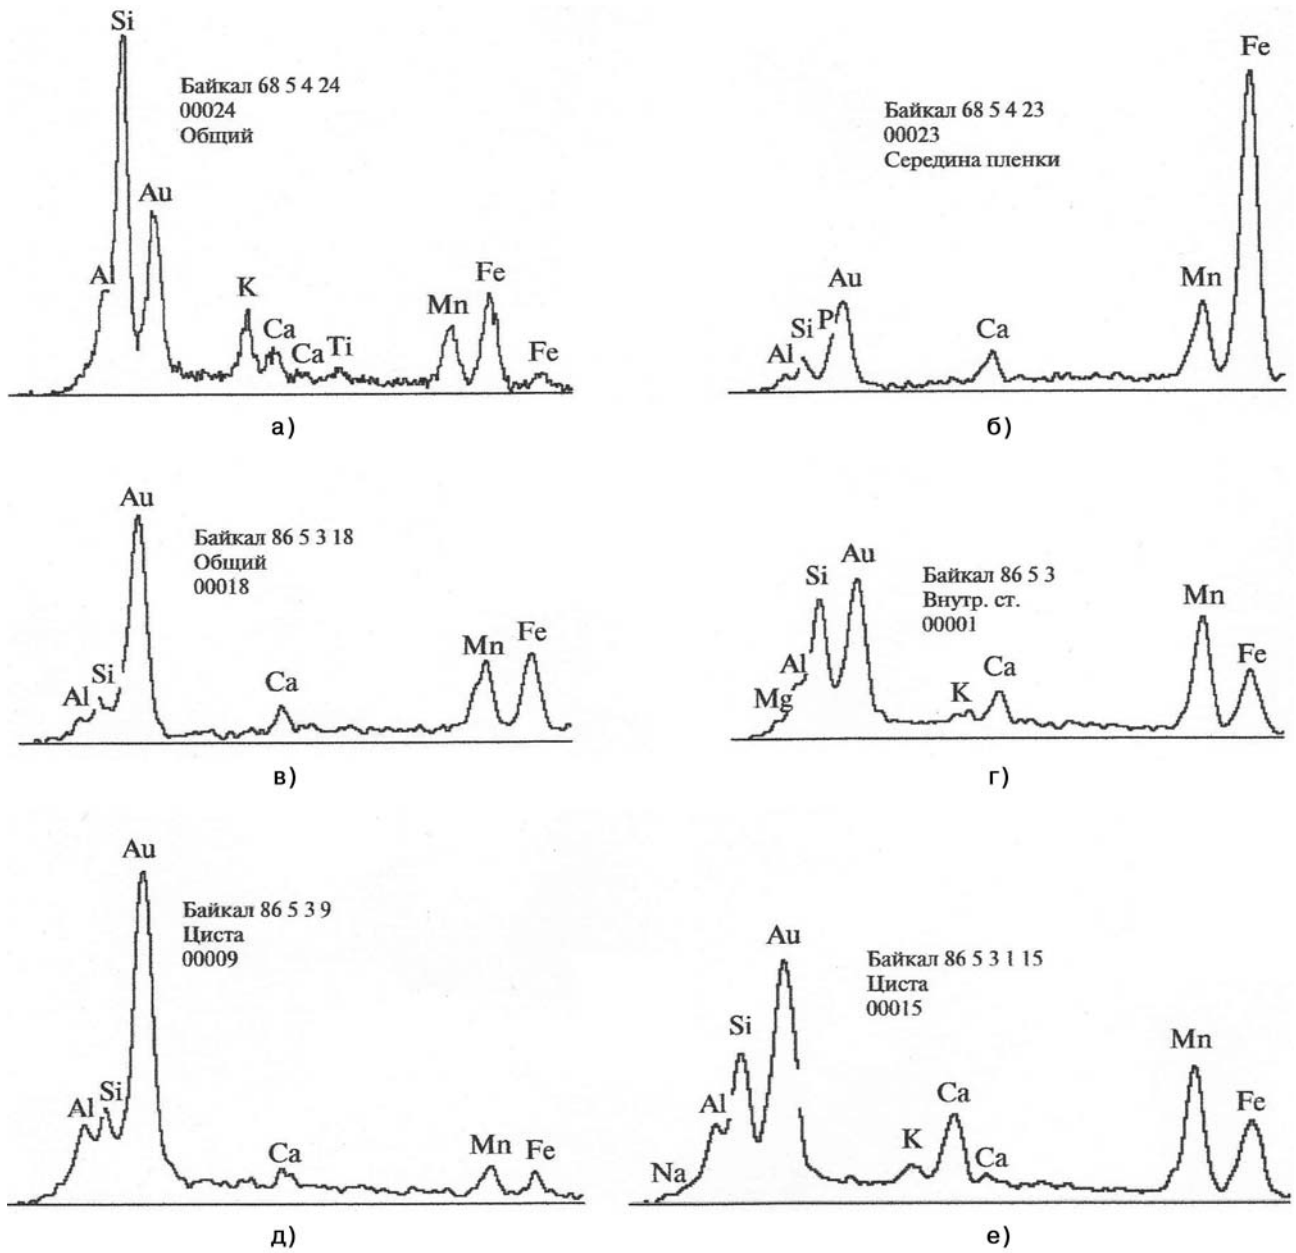 Si
Байкал 68 5 4 24
00024
Общий
Au
Al
K
Ca
Ca
Ti
Mn
Fe
Fe
а)
Fe
Байкал 68 5 4 23
00023
Середина пленки
Au
Al
Si
P
Ca
Mn
б)
Au
Байкал 86 5 3 18
Общий
00018
Al
Si
Ca
Mn
Fe
в)
Si
Au
Байкал 86 5 3
Внутр. ст.
00001
Mg
Al
K
Ca
Mn
Fe
г)
Au
Байкал 86 5 3 9
Циста
00009
Al
Si
Ca
Mn
Fe
д)
Au
Байкал 86 5 3 1 15
Циста
00015
Si
Al
Na
K
Ca
Ca
Mn
Fe
е)